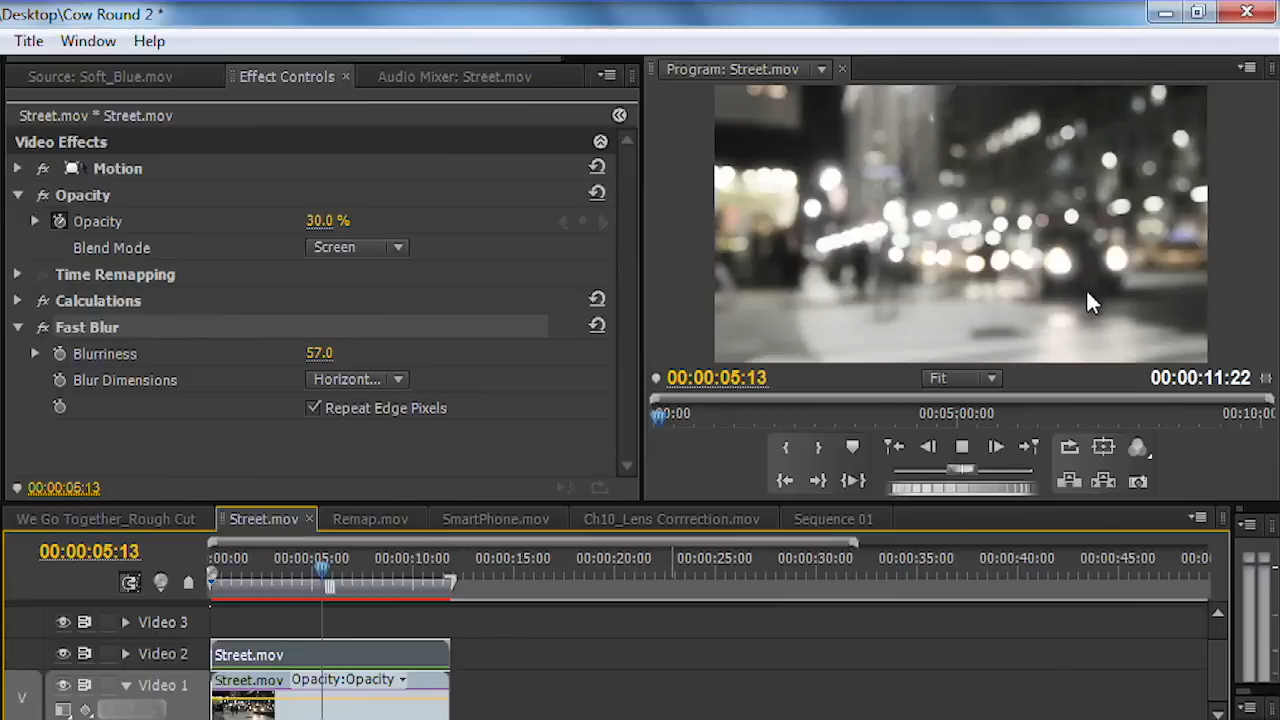 Desktop\Cow Round 2 *
Title Window Help
Source: Soft_Blue.mov Effect Controls × Audio Mixer: Street.mov Program: Street.mov
Street.mov * Street.mov
Video Effects
fx Motion
fx Opacity
Opacity 30.0 %
Blend Mode Screen
Time Remapping
fx Calculations
fx Fast Blur
Blurriness 57.0
Blur Dimensions Horizont...
Repeat Edge Pixels
00:00:05:13 Fit 00:00:11:22
00:00 00:05:00:00 00:10:00
00:00:05:13
We Go Together_Rough Cut Street.mov × Remap.mov SmartPhone.mov Ch10_Lens Corrrection.mov Sequence 01
00:00:05:13 :00:00 00:00:05:00 00:00:10:00 00:00:15:00 00:00:20:00 00:00:25:00 00:00:30:00 00:00:35:00 00:00:40:00 00:00:45:00 00:0
Video 3
Video 2 Street.mov
V Video 1 Street.mov Opacity:Opacity